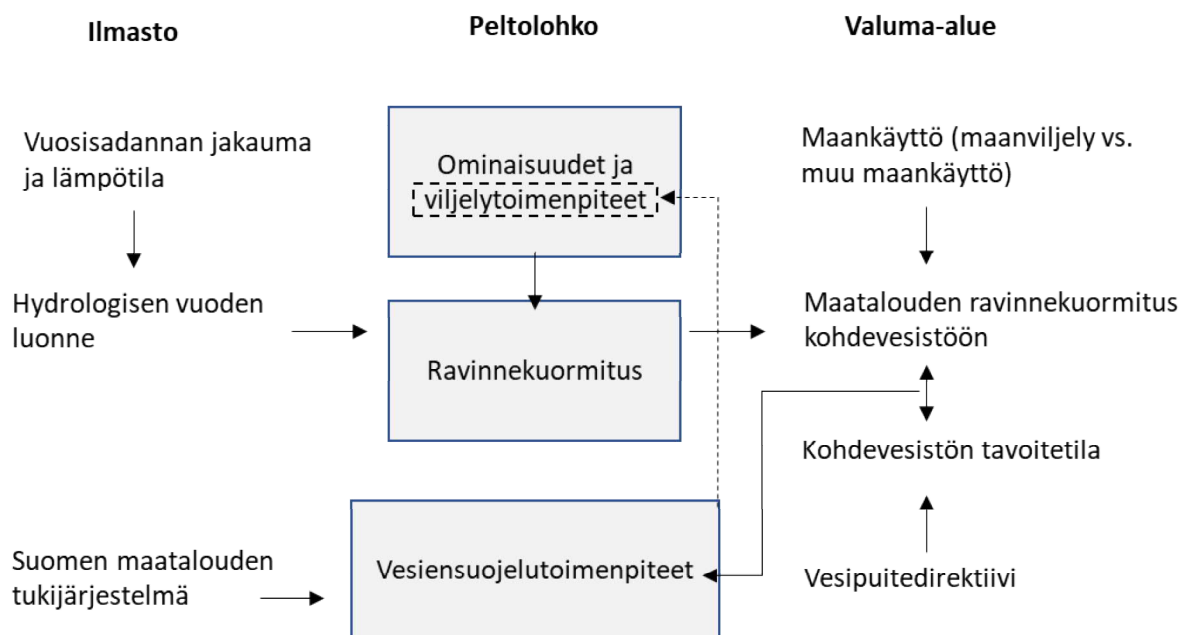 Ilmasto
Peltolohko
Valuma-alue
Vuosisadannan jakauma
ja lämpötila
Ominaisuudet ja
viljelytoimenpiteet
Maankäyttö (maanviljely vs.
muu maankäyttö)
Hydrologisen vuoden
luonne
Ravinnekuormitus
Maatalouden ravinnekuormitus
kohdevesistöön
Kohdevesistön tavoitetila
Suomen maatalouden
tukijärjestelmä
Vesiensuojelutoimenpiteet
Vesipuitedirektiivi